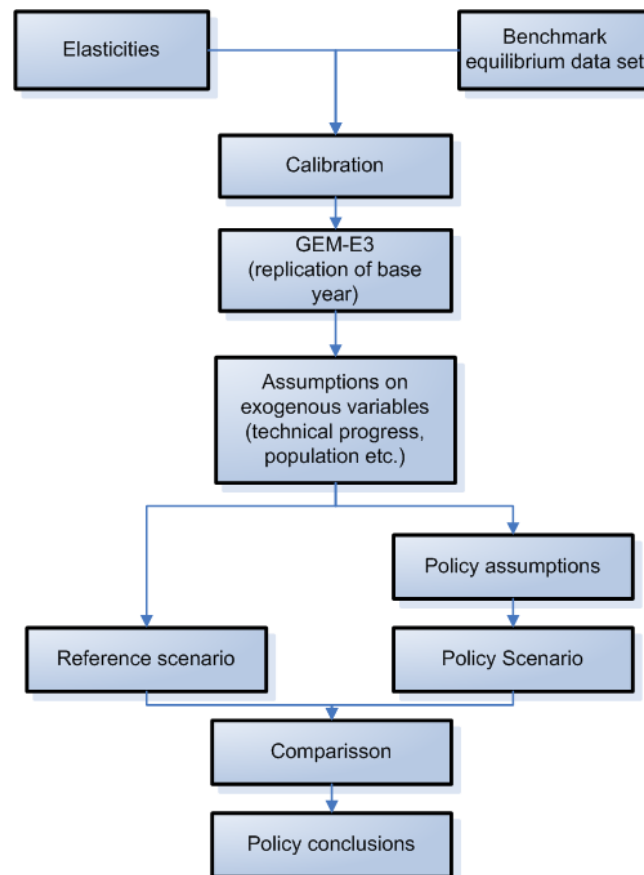 Elasticities
Benchmark
equilibrium data set
Calibration
GEM-E3
(replication of base
year)
Assumptions on
exogenous variables
(technical progress,
population etc.)
Policy assumptions
Reference scenario
Policy Scenario
Comparisson
Policy conclusions